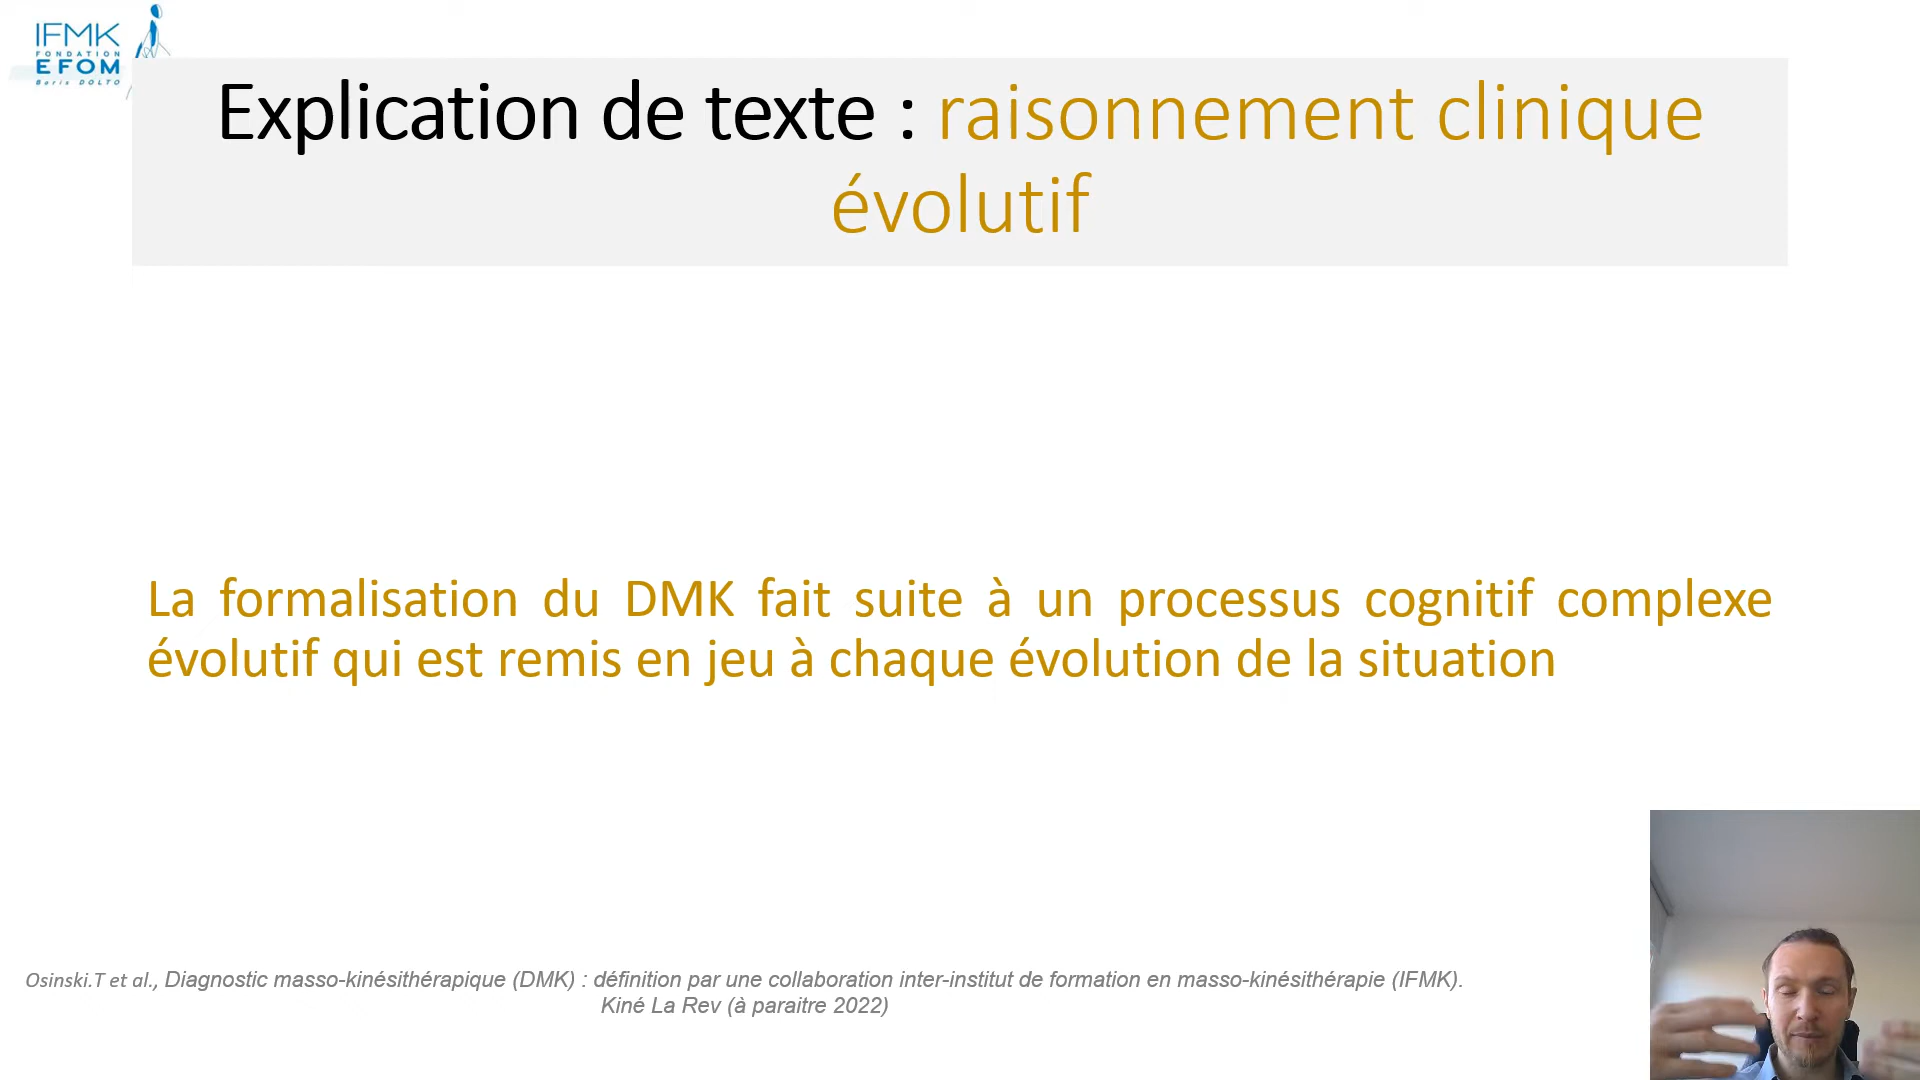 IFMK
FONDATION
EFOM
Boris DOLTO
Explication de texte : raisonnement clinique
évolutif
La formalisation du DMK fait suite à un processus cognitif complexe
évolutif qui est remis en jeu à chaque évolution de la situation
Osinski.T et al., Diagnostic masso-kinésithérapique (DMK) : définition par une collaboration inter-institut de formation en masso-kinésithérapie (IFMK).
Kiné La Rev (à paraitre 2022)